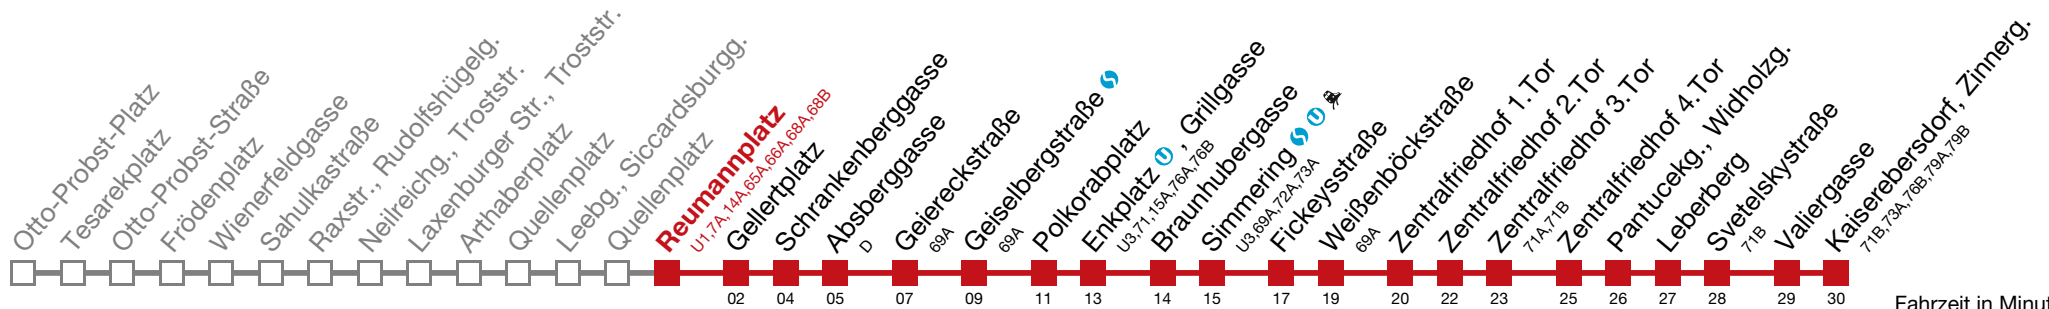 Otto-Probst-Platz
Tesarekplatz
Otto-Probst-Straße
Frödenplatz
Wienerfeldgasse
Sahulkastraße
Raxstr., Rudolfshügelg.
Neilreichg., Troststr.
Laxenburger Str., Troststr.
Arthaberplatz
Quellenplatz
Leebg., Siccardsburgg.
Quellenplatz
Reumannplatz
U1,7A,14A,65A,66A,68A,68B
Gellertplatz
Schrankenberggasse
Absberggasse
D
Geiereckstraße
69A
Geiselbergstraße S
69A
Polkorabplatz
Enkplatz U , Grillgasse
U3,71,15A,76A,76B
Braunhubergasse
Simmering S U
U3,69A,72A,73A
Fickeysstraße
Weißenböckstraße
69A
Zentralfriedhof 1.Tor
Zentralfriedhof 2.Tor
Zentralfriedhof 3.Tor
71A,71B
Zentralfriedhof 4.Tor
Pantucekg., Widholzg.
Leberberg
Svetelskystraße
71B
Valiergasse
Kaiserebersdorf, Zinnerg.
71B,73A,76B,79A,79B
02 04 05 07 09 11 13 14 15 17 19 20 22 23 25 26 27 28 29 30
Fahrzeit in Minut